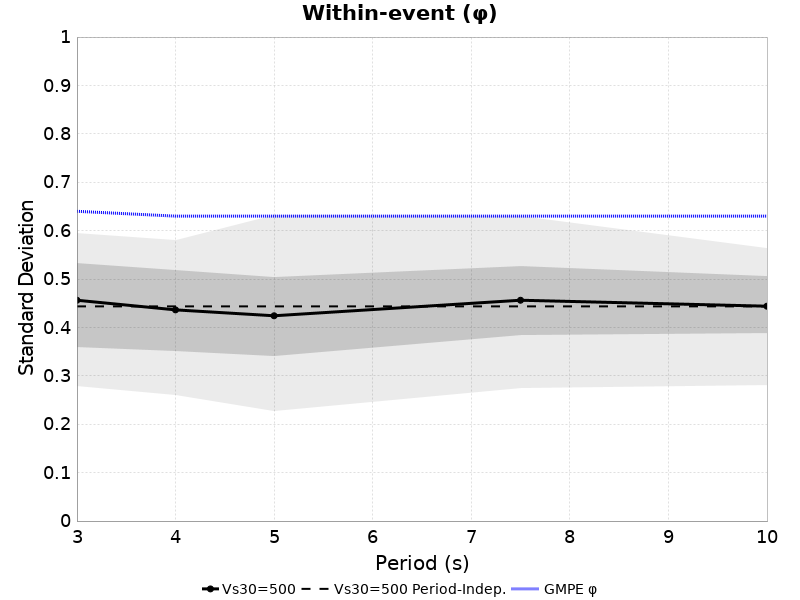 Within-event (φ)
1
0.9
0.8
0.7
0.6
0.5
0.4
0.3
0.2
0.1
0
Standard Deviation
3 4 5 6 7 8 9 10
Period (s)
Vs30=500 Vs30=500 Period-Indep. GMPE φ